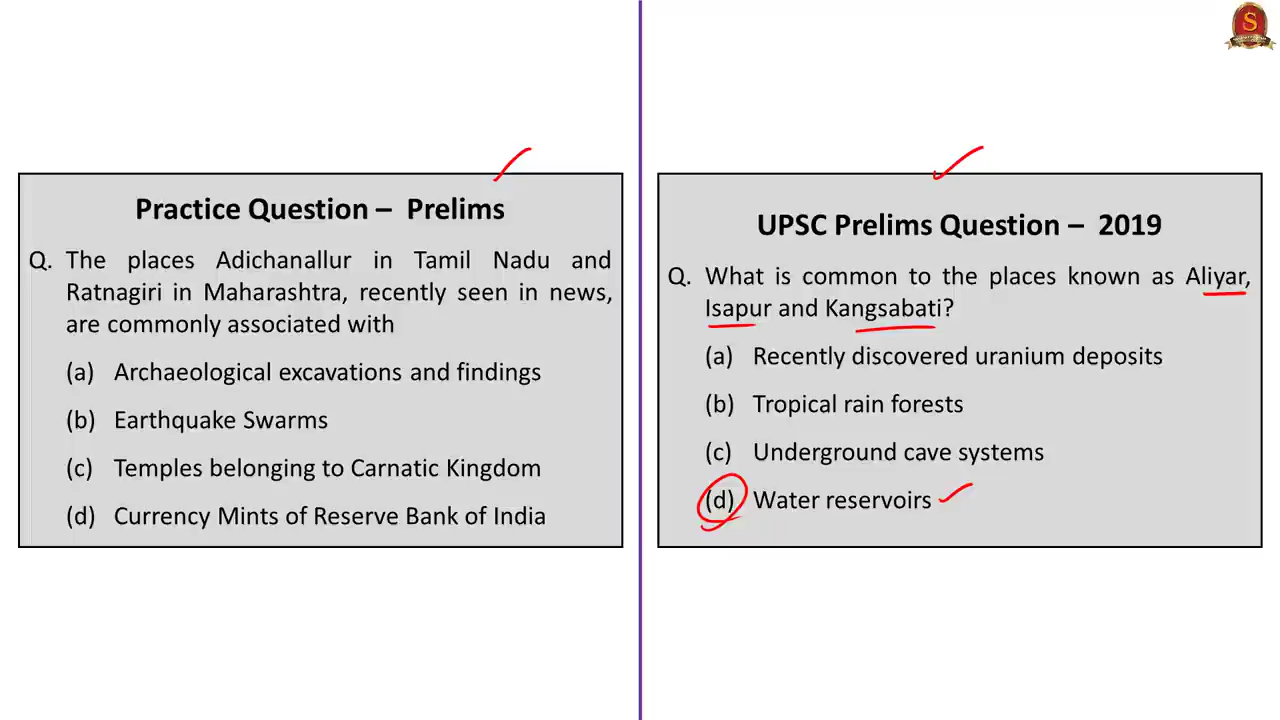 S
Practice Question – Prelims
Q. The places Adichanallur in Tamil Nadu and
Ratnagiri in Maharashtra, recently seen in news,
are commonly associated with
(a) Archaeological excavations and findings
(b) Earthquake Swarms
(c) Temples belonging to Carnatic Kingdom
(d) Currency Mints of Reserve Bank of India
UPSC Prelims Question – 2019
Q. What is common to the places known as Aliyar,
Isapur and Kangsabati?
(a) Recently discovered uranium deposits
(b) Tropical rain forests
(c) Underground cave systems
(d) Water reservoirs